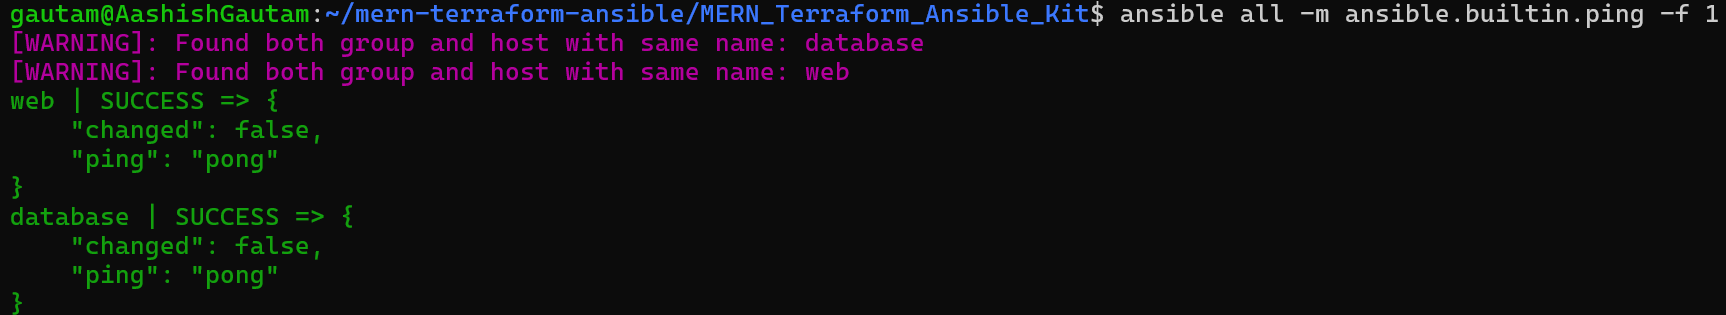 gautam@AashishGautam:~/mern-terraform-ansible/MERN_Terraform_Ansible_Kit$ ansible all -m ansible.builtin.ping -f 1
[WARNING]: Found both group and host with same name: database
[WARNING]: Found both group and host with same name: web
web | SUCCESS => {
    "changed": false,
    "ping": "pong"
}
database | SUCCESS => {
    "changed": false,
    "ping": "pong"
}